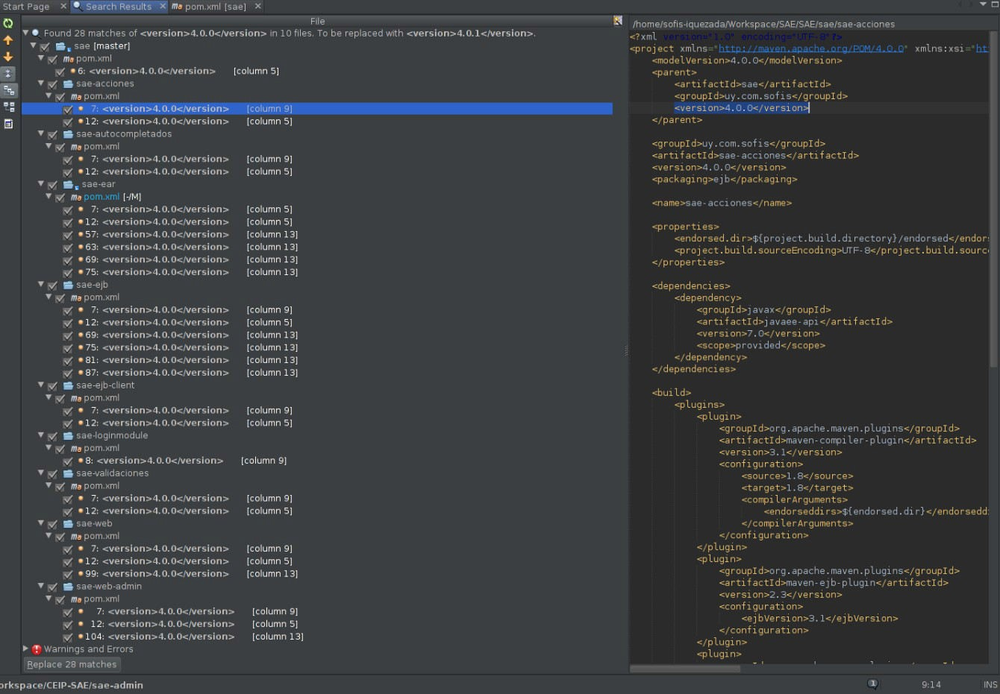 Start Page
Search Results
pom.xml [sae]
File
Found 28 matches of <version>4.0.0</version> in 10 files. To be replaced with <version>4.0.1</version>.
sae [master]
pom.xml
6: <version>4.0.0</version> [column 5]
sae-acciones
pom.xml
7: <version>4.0.0</version> [column 9]
12: <version>4.0.0</version> [column 5]
sae-autocompletados
pom.xml
7: <version>4.0.0</version> [column 9]
12: <version>4.0.0</version> [column 5]
sae-ear
pom.xml [-/M]
7: <version>4.0.0</version> [column 5]
12: <version>4.0.0</version> [column 5]
57: <version>4.0.0</version> [column 13]
63: <version>4.0.0</version> [column 13]
69: <version>4.0.0</version> [column 13]
75: <version>4.0.0</version> [column 13]
sae-ejb
pom.xml
7: <version>4.0.0</version> [column 9]
12: <version>4.0.0</version> [column 5]
69: <version>4.0.0</version> [column 13]
75: <version>4.0.0</version> [column 13]
81: <version>4.0.0</version> [column 13]
87: <version>4.0.0</version> [column 13]
sae-ejb-client
pom.xml
7: <version>4.0.0</version> [column 9]
12: <version>4.0.0</version> [column 5]
sae-loginmodule
pom.xml
8: <version>4.0.0</version> [column 9]
sae-validaciones
pom.xml
7: <version>4.0.0</version> [column 9]
12: <version>4.0.0</version> [column 5]
sae-web
pom.xml
7: <version>4.0.0</version> [column 9]
12: <version>4.0.0</version> [column 5]
99: <version>4.0.0</version> [column 13]
sae-web-admin
pom.xml
7: <version>4.0.0</version> [column 9]
12: <version>4.0.0</version> [column 5]
104: <version>4.0.0</version> [column 13]
Warnings and Errors
Replace 28 matches
/home/sofis-iquezada/Workspace/SAE/SAE/sae/sae-acciones
<?xml version="1.0" encoding="UTF-8"?>
<project xmlns="http://maven.apache.org/POM/4.0.0" xmlns:xsi="ht
<modelVersion>4.0.0</modelVersion>
<parent>
<artifactId>sae</artifactId>
<groupId>uy.com.sofis</groupId>
<version>4.0.0</version>
</parent>
<groupId>uy.com.sofis</groupId>
<artifactId>sae-acciones</artifactId>
<version>4.0.0</version>
<packaging>ejb</packaging>
<name>sae-acciones</name>
<properties>
<endorsed.dir>${project.build.directory}/endorsed</endors
<project.build.sourceEncoding>UTF-8</project.build.sourc
</properties>
<dependencies>
<dependency>
<groupId>javax</groupId>
<artifactId>javaee-api</artifactId>
<version>7.0</version>
<scope>provided</scope>
</dependency>
</dependencies>
<build>
<plugins>
<plugin>
<groupId>org.apache.maven.plugins</groupId>
<artifactId>maven-compiler-plugin</artifactId>
<version>3.1</version>
<configuration>
<source>1.8</source>
<target>1.8</target>
<compilerArguments>
<endorseddirs>${endorsed.dir}</endorseddi
</compilerArguments>
</configuration>
</plugin>
<plugin>
<groupId>org.apache.maven.plugins</groupId>
<artifactId>maven-ejb-plugin</artifactId>
<version>2.3</version>
<configuration>
<ejbVersion>3.1</ejbVersion>
</configuration>
</plugin>
<plugin>
orkspace/CEIP-SAE/sae-admin
1
9:14
INS